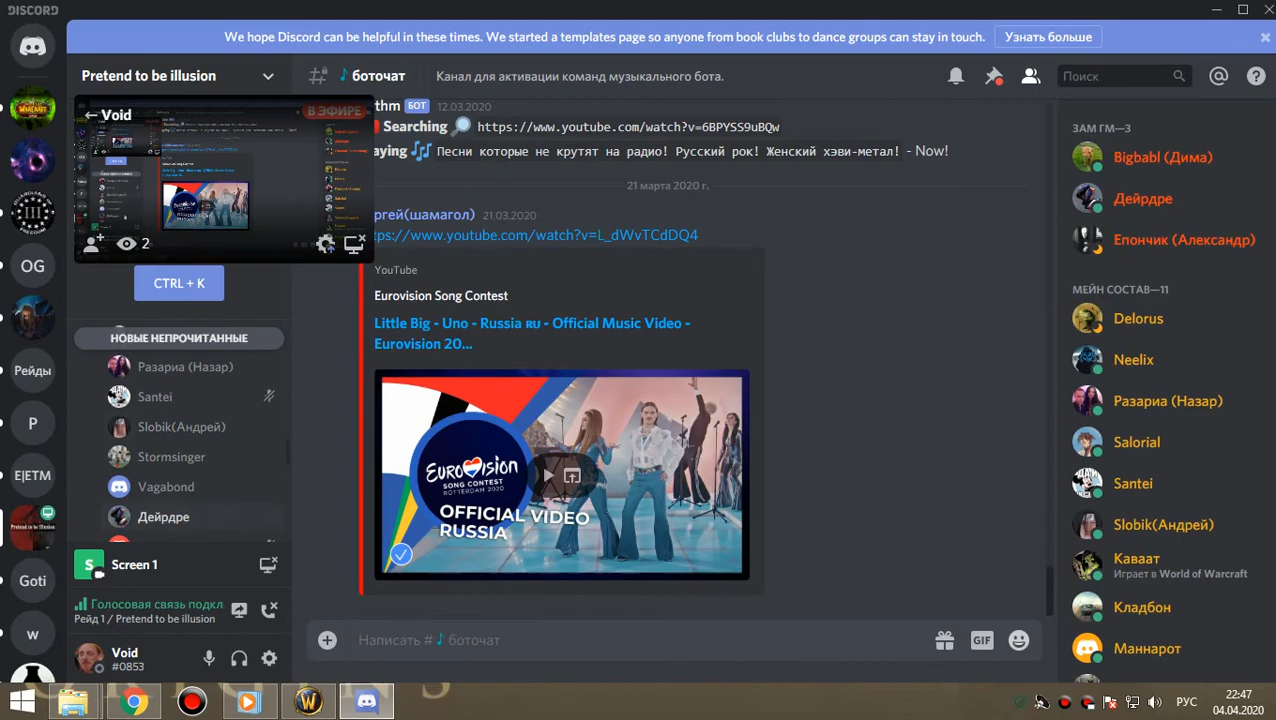 DISCORD
We hope Discord can be helpful in these times. We started a templates page so anyone from book clubs to dance groups can stay in touch.
Узнать больше
Pretend to be illusion
боточат
Канал для активации команд музыкального бота.
Поиск
Void
В ЭФИРЕ
2
CTRL + K
НОВЫЕ НЕПРОЧИТАННЫЕ
Разариа (Назар)
Santei
Slobik(Андрей)
Stormsinger
Vagabond
Дейрдре
OG
Рейды
P
E|ETM
Goti
w
S
Screen 1
Голосовая связь подкл
Рейд 1 / Pretend to be illusion
Void
#0853
thm БОТ 12.03.2020
Searching https://www.youtube.com/watch?v=6BPYSS9uBQw
aying Песни которые не крутят на радио! Русский рок! Женский хэви-метал! - Now!
21 марта 2020 г.
ргей(шамагол) 21.03.2020
tps://www.youtube.com/watch?v=L_dWvTCdDQ4
YouTube
Eurovision Song Contest
Little Big - Uno - Russia RU - Official Music Video -
Eurovision 20...
EUROVISION
SONG CONTEST
ROTTERDAM 2020
OFFICIAL VIDEO
RUSSIA
Написать # боточат
GIF
ЗАМ ГМ—3
Bigbabl (Дима)
Дейрдре
Епончик (Александр)
МЕЙН СОСТАВ—11
Delorus
Neelix
Разариа (Назар)
Salorial
Santei
Slobik(Андрей)
Каваат
Играет в World of Warcraft
Кладбон
Маннарот
РУС
22:47
04.04.2020